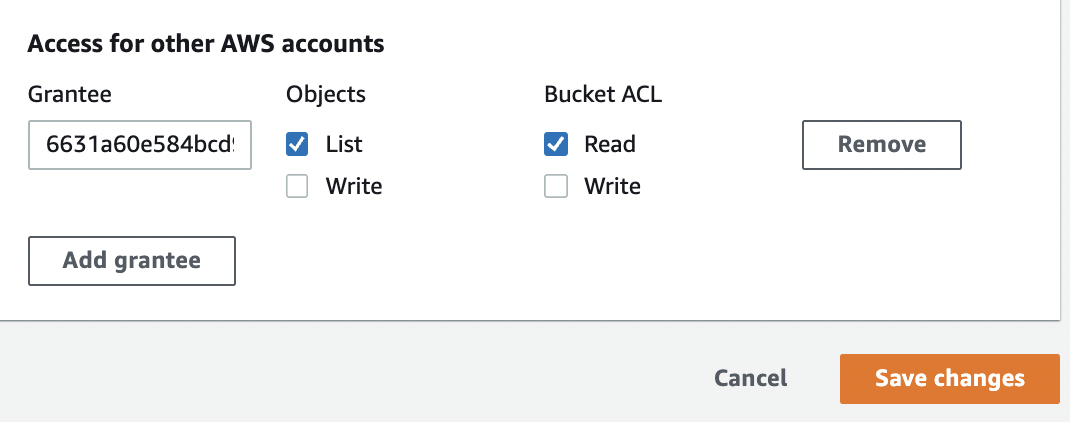 Access for other AWS accounts
Grantee Objects Bucket ACL
6631a60e584bcd List Read Remove
Write Write
Add grantee
Cancel Save changes